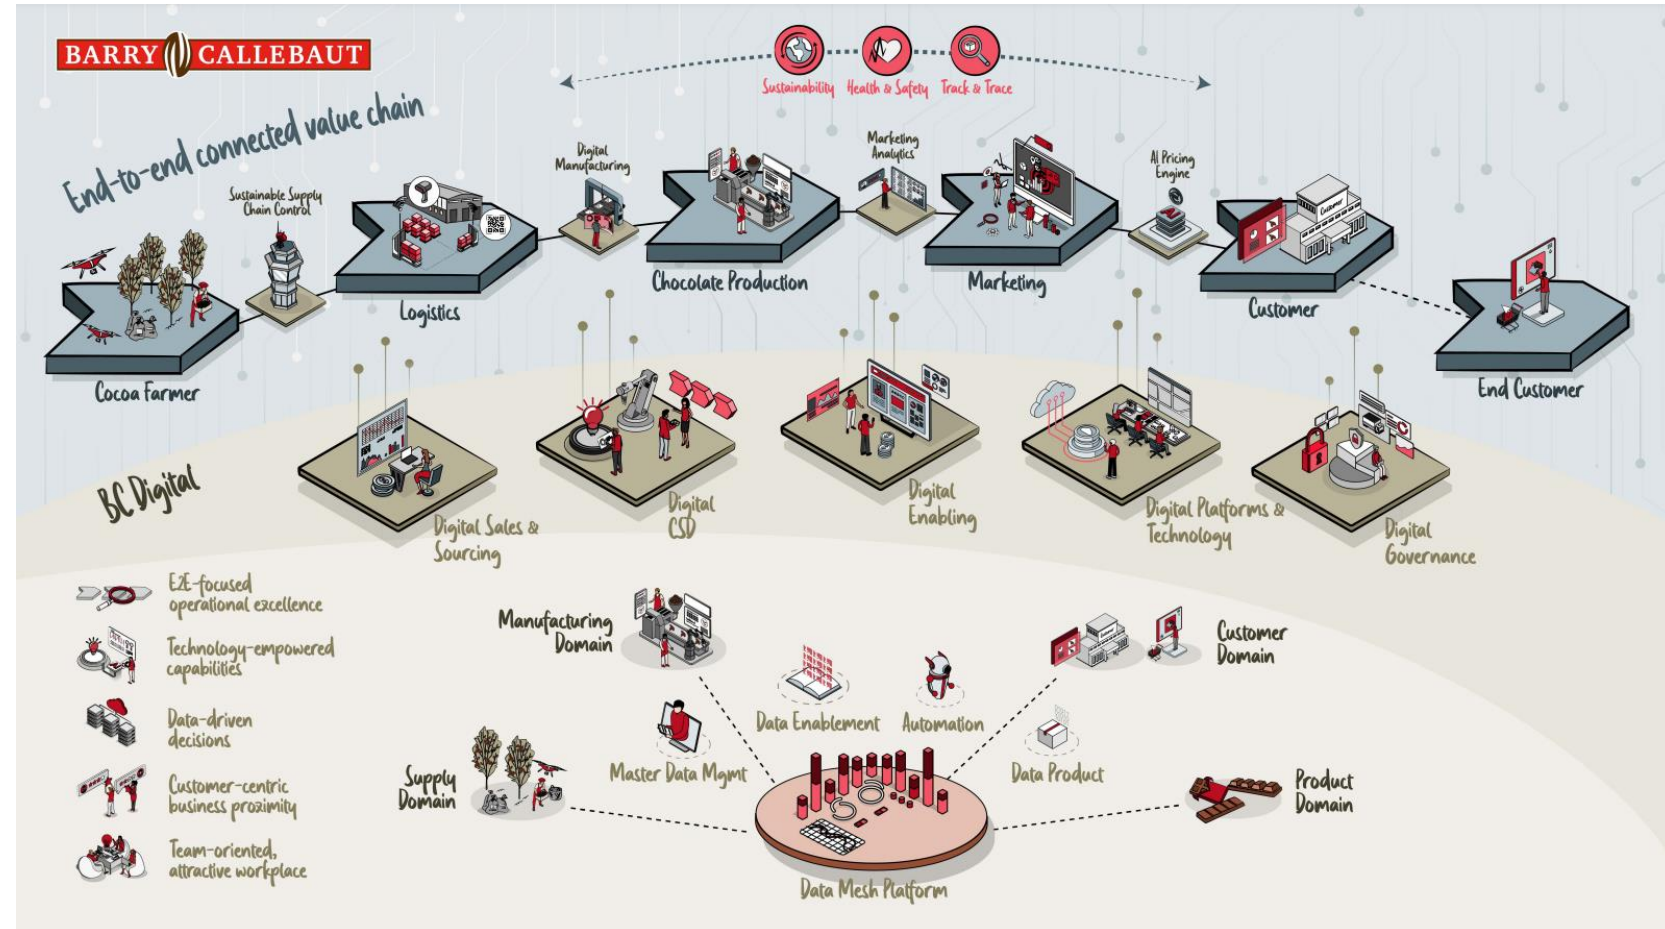 BARRY CALLEBAUT
Sustainability
Health & Safety
Track & Trace
End-to-end connected value chain
Sustainable Supply
Chain Control
Digital
Manufacturing
Marketing
Analytics
AI Pricing
Engine
Customer
Cocoa Farmer
Logistics
Chocolate Production
Marketing
Customer
End Customer
BC Digital
Digital Sales &
Sourcing
Digital
CSD
Digital
Enabling
Digital Platforms &
Technology
Digital
Governance
E2E-focused
operational excellence
Technology-empowered
capabilities
Data-driven
decisions
Customer-centric
business proximity
Team-oriented,
attractive workplace
Manufacturing
Domain
Customer
Domain
Data Enablement
Automation
Master Data Mgmt
Data Product
Supply
Domain
Product
Domain
Data Mesh Platform